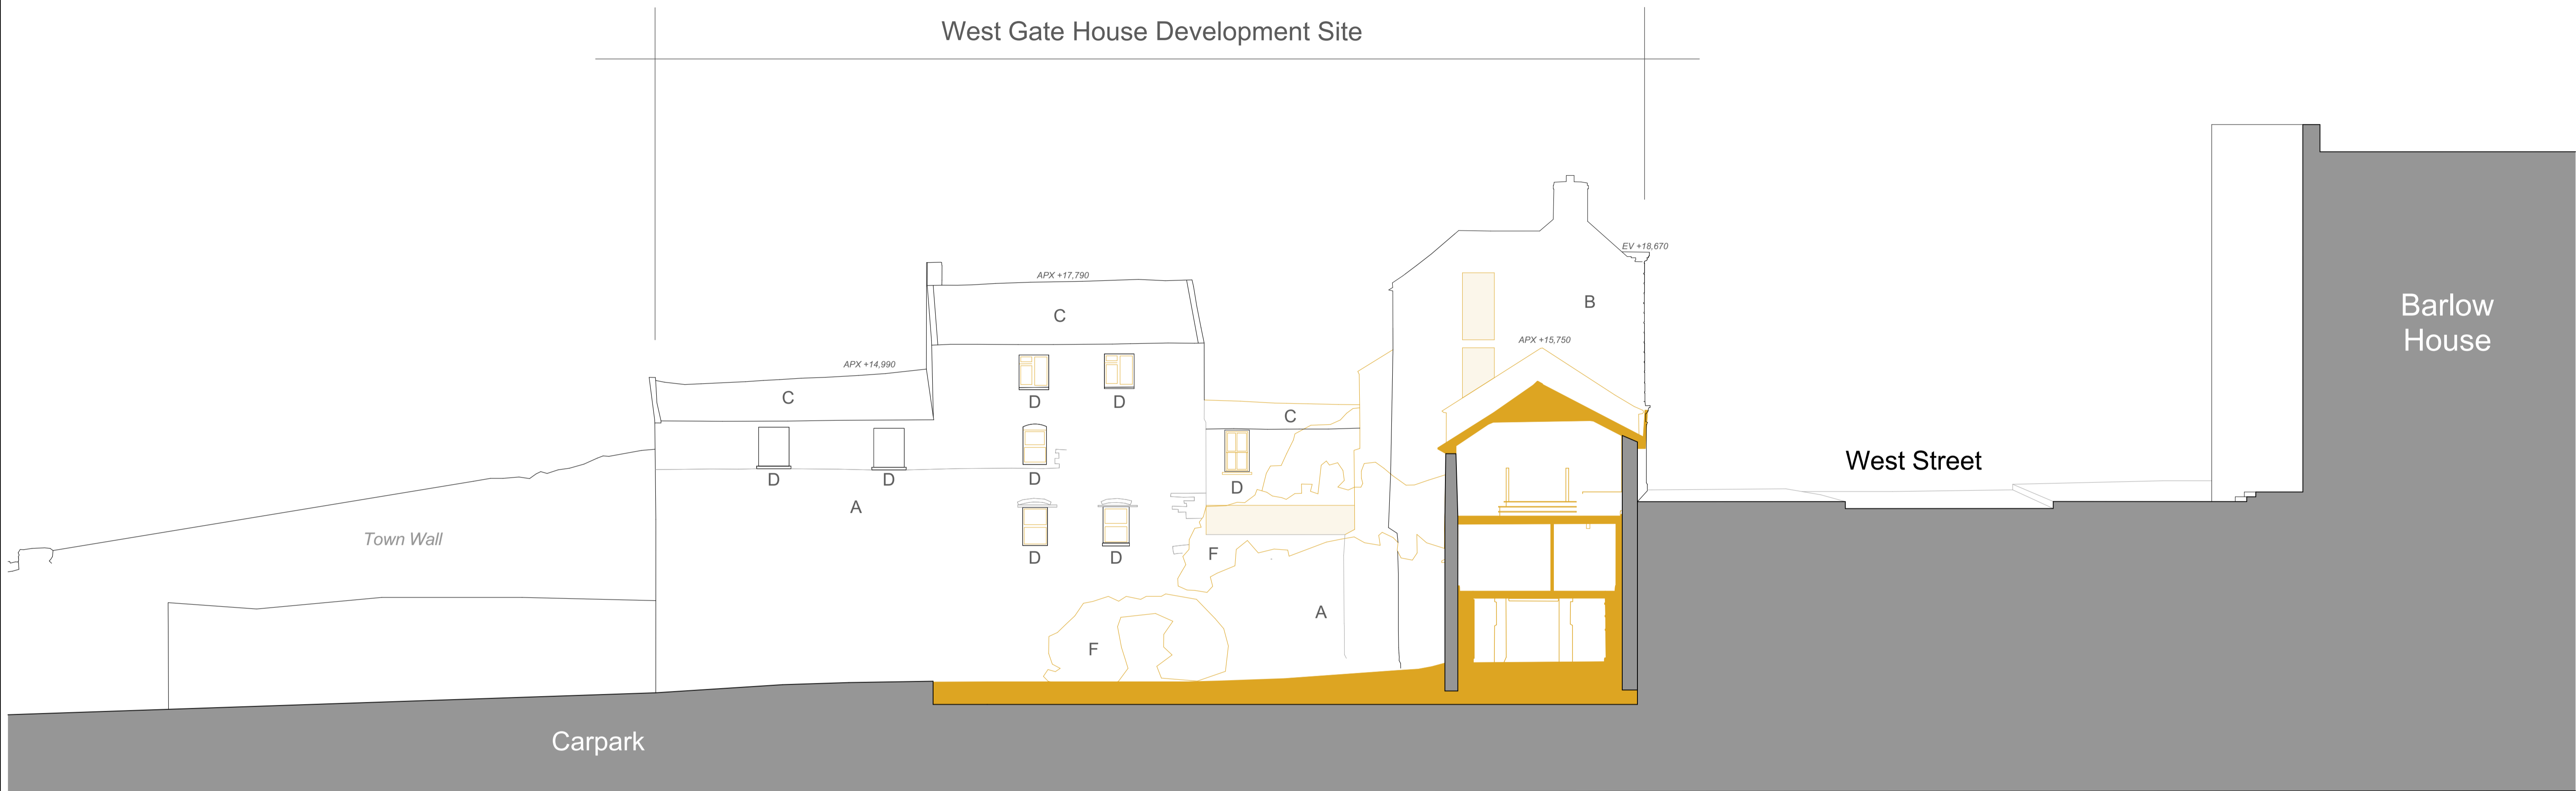 West Gate House Development Site
EV +18,670
APX +17,790
B
Barlow
House
C
APX +15,750
APX +14,990
C
D
D
C
West Street
D
D
D
D
A
Town Wall
D
D
F
A
F
Carpark